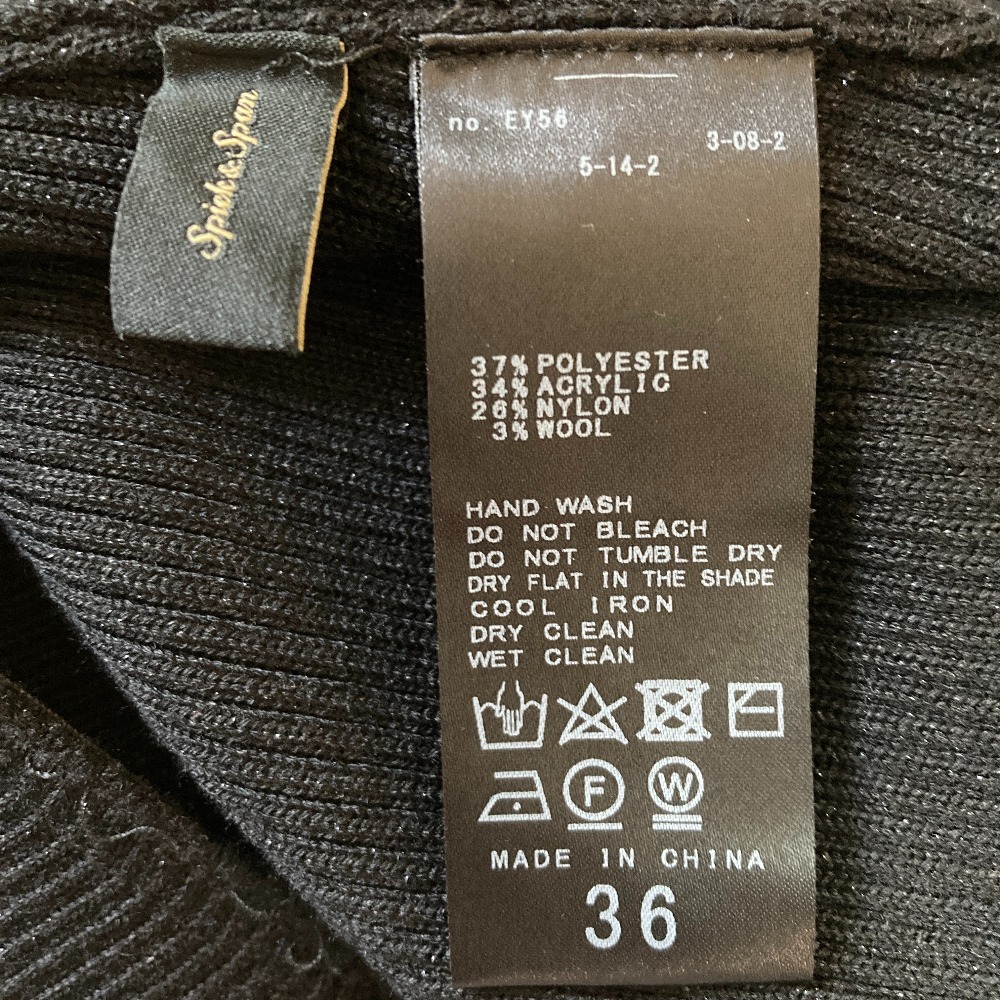 Spick & Span
no. EY56
3-08-2
5-14-2
37% POLYESTER
34% ACRYLIC
26% NYLON
3% WOOL
HAND WASH
DO NOT BLEACH
DO NOT TUMBLE DRY
DRY FLAT IN THE SHADE
COOL IRON
DRY CLEAN
WET CLEAN
F W
MADE IN CHINA
36